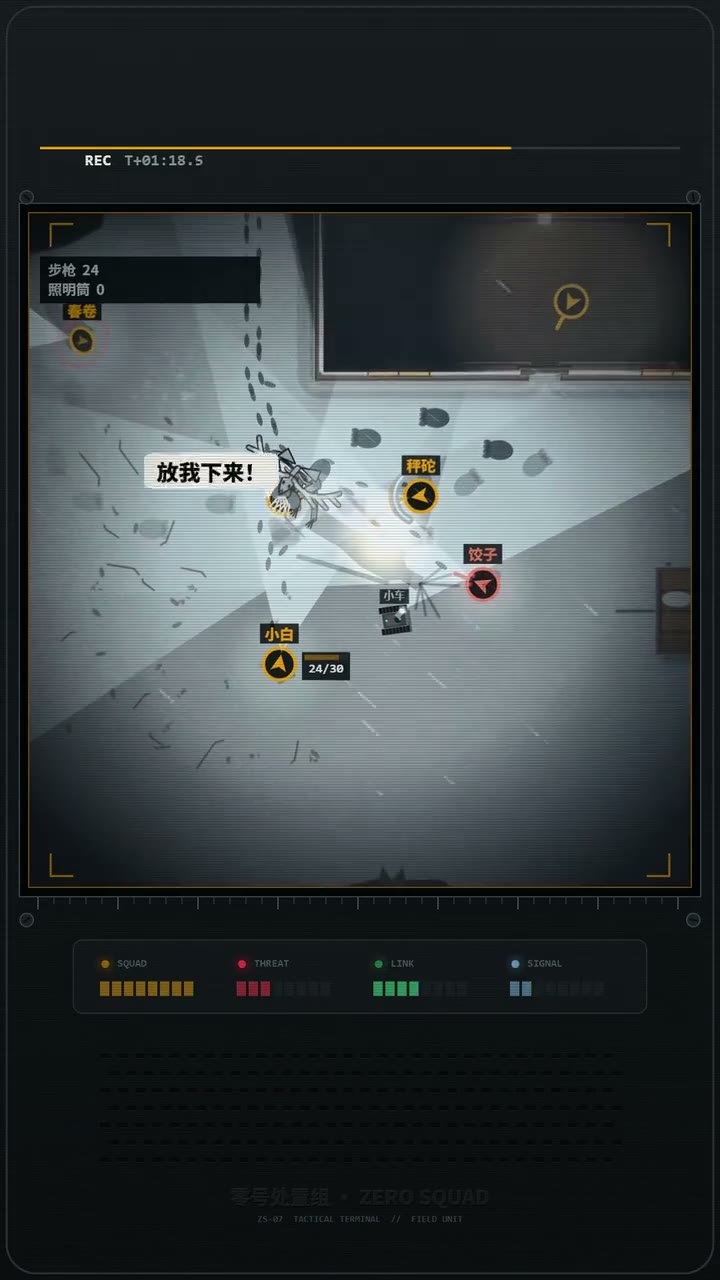 REC T+01:18.5
步枪 24
照明筒 0
春卷
放我下来！
秤砣
饺子
小车
小白
24/30
SQUAD
THREAT
LINK
SIGNAL
零号处置组 · ZERO SQUAD
ZS-07 TACTICAL TERMINAL // FIELD UNIT